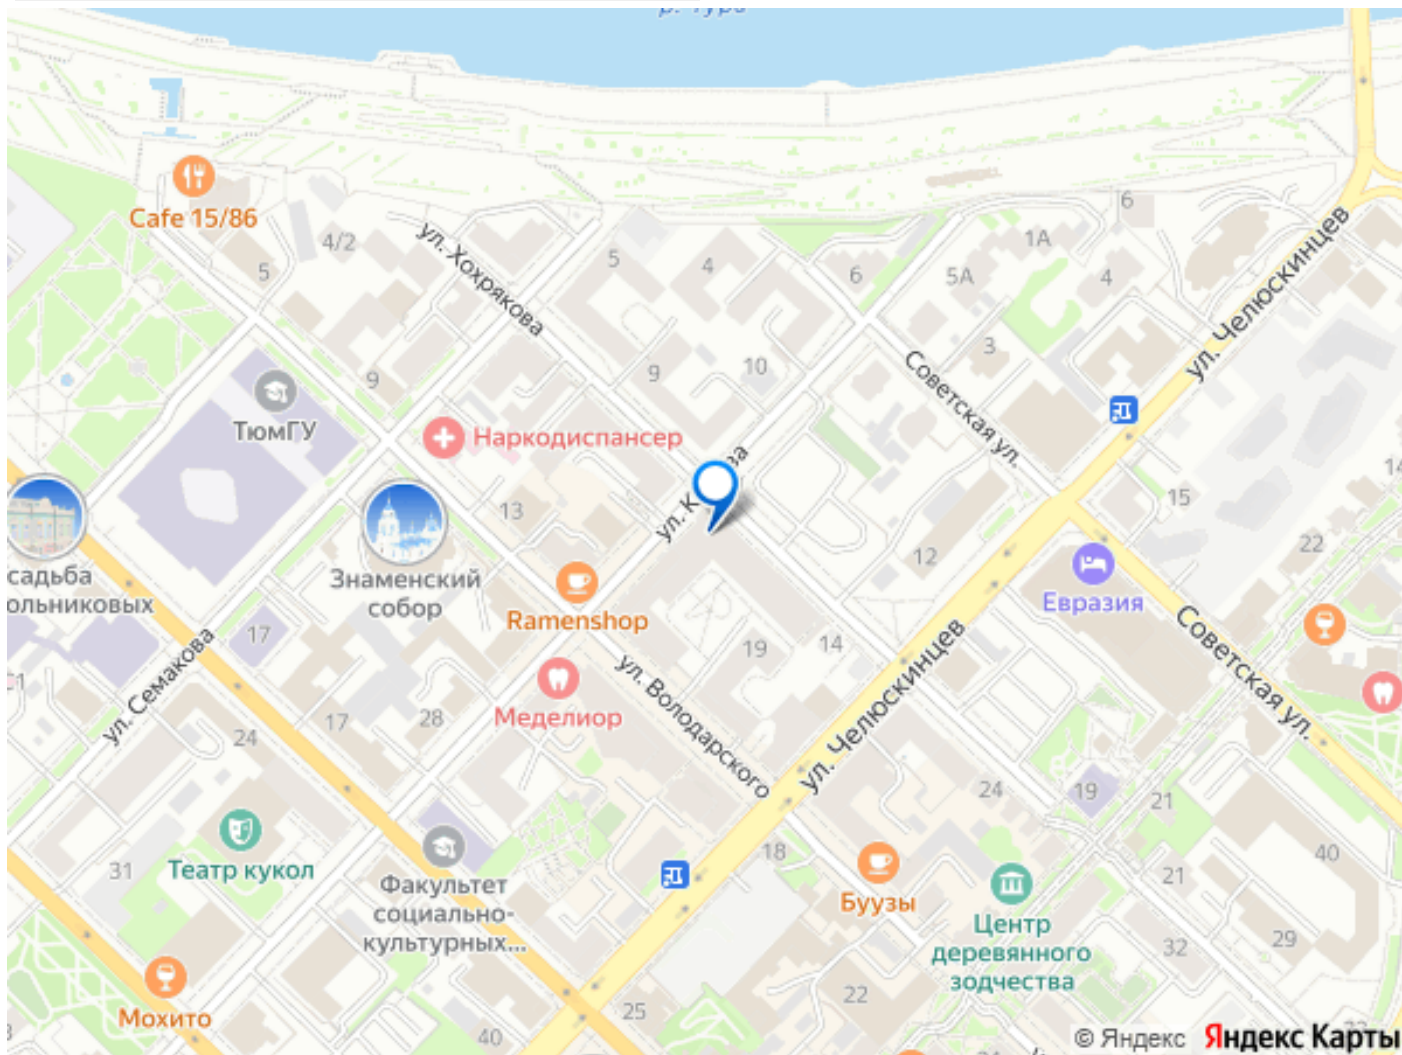 Cafe 15/86
4/2
5
ул. Хохрякова
5
4
6
6
1А
5А
4
3
ул. Челюскинцев
9
9
10
Советская ул.
ТюмГУ
Наркодиспансер
13
15
14
22
12
Знаменский
собор
Ramenshop
Евразия
17
ул. Семакова
19
14
ул. Володарского
ул. Челюскинцев
Советская ул.
Меделиор
17
28
24
24
19
21
Театр кукол
31
18
Буузы
21
40
Факультет
социально-
культурных...
Центр
деревянного
зодчества
32
29
Мохито
22
25
40
24
© Яндекс Яндекс Карты